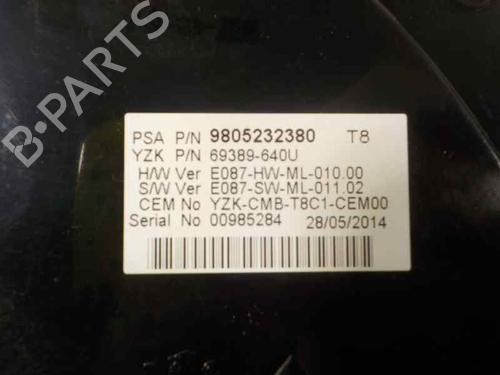 B-PARTS
PSA P/N 9805232380 T8
YZK P/N 69389-640U
H/W Ver E087-HW-ML-010.00
S/W Ver E087-SW-ML-011.02
CEM No YZK-CMB-T8C1-CEM00
Serial No 00985284 28/05/2014